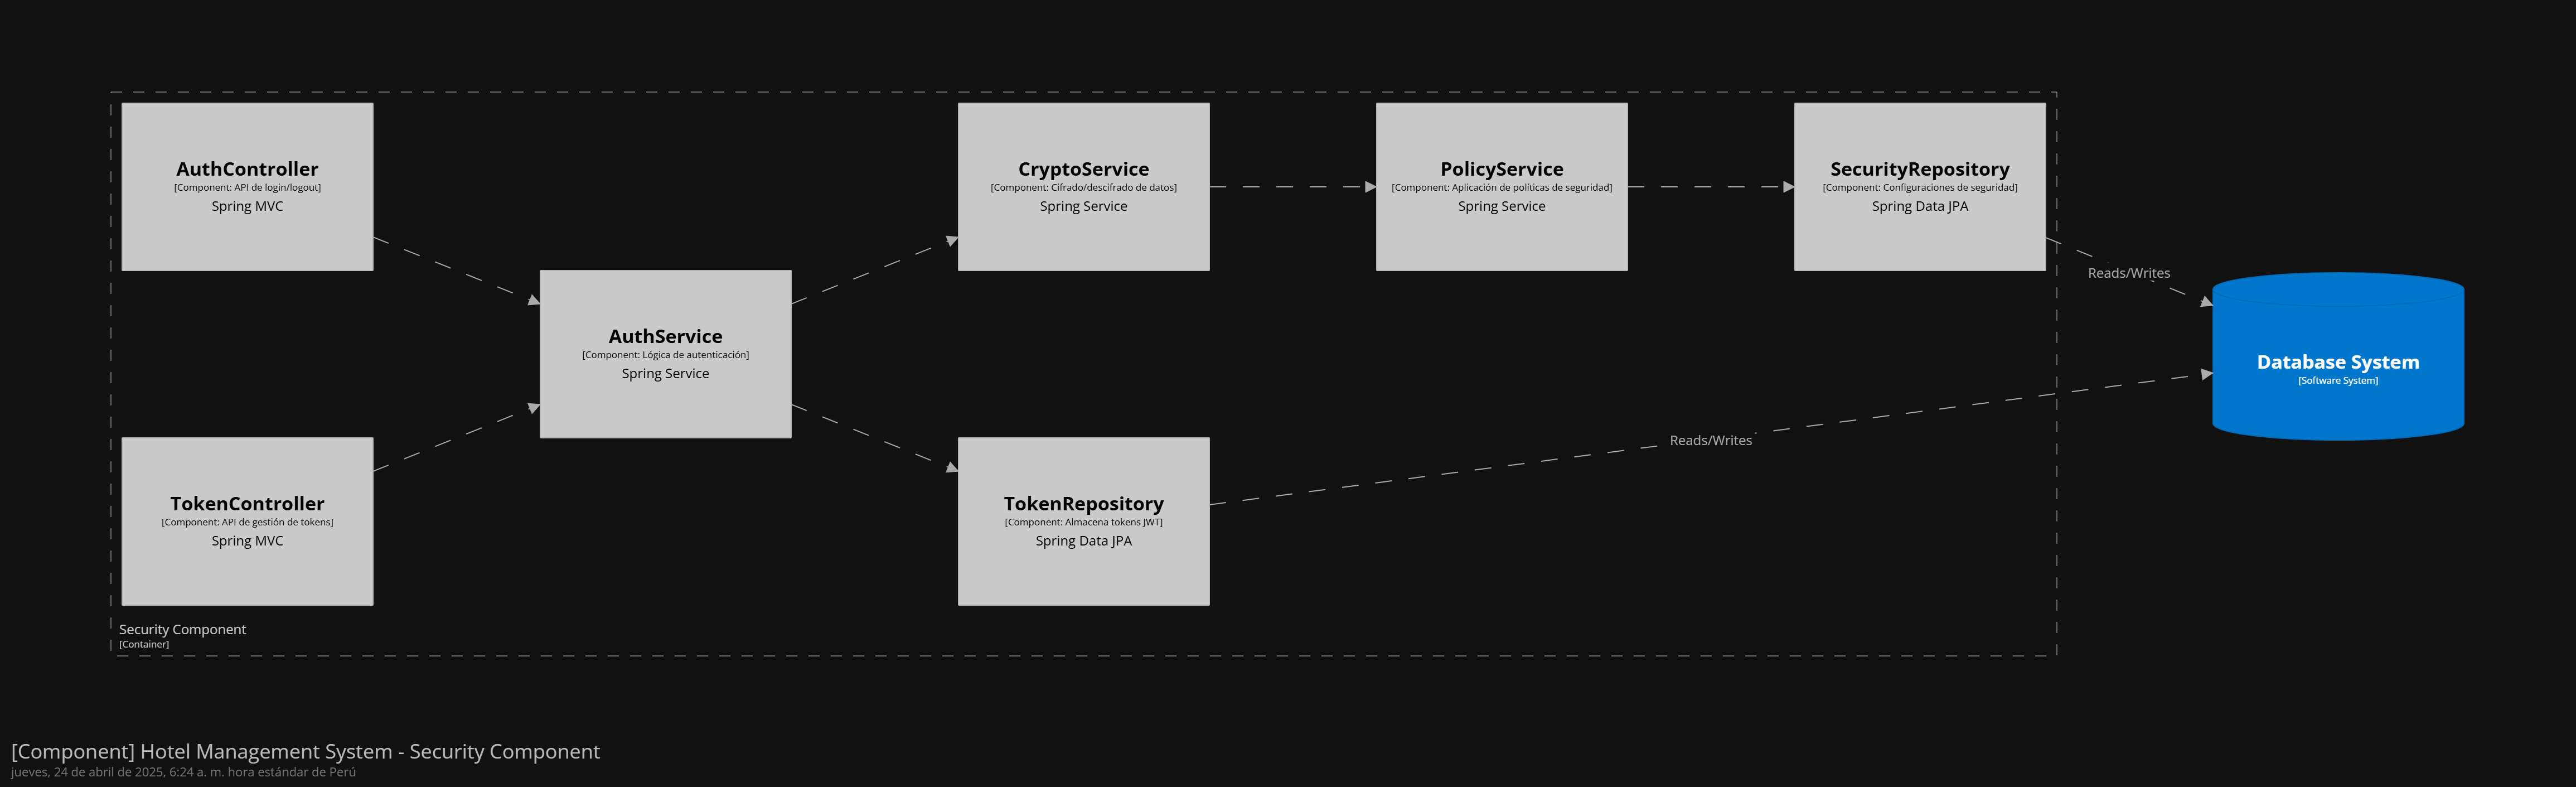 AuthController
[Component: API de login/logout]
Spring MVC
CryptoService
[Component: Cifrado/descifrado de datos]
Spring Service
PolicyService
[Component: Aplicación de políticas de seguridad]
Spring Service
SecurityRepository
[Component: Configuraciones de seguridad]
Spring Data JPA
Reads/Writes
AuthService
[Component: Lógica de autenticación]
Spring Service
Database System
[Software System]
Reads/Writes
TokenController
[Component: API de gestión de tokens]
Spring MVC
TokenRepository
[Component: Almacena tokens JWT]
Spring Data JPA
Security Component
[Container]
[Component] Hotel Management System - Security Component
jueves, 24 de abril de 2025, 6:24 a. m. hora estándar de Perú